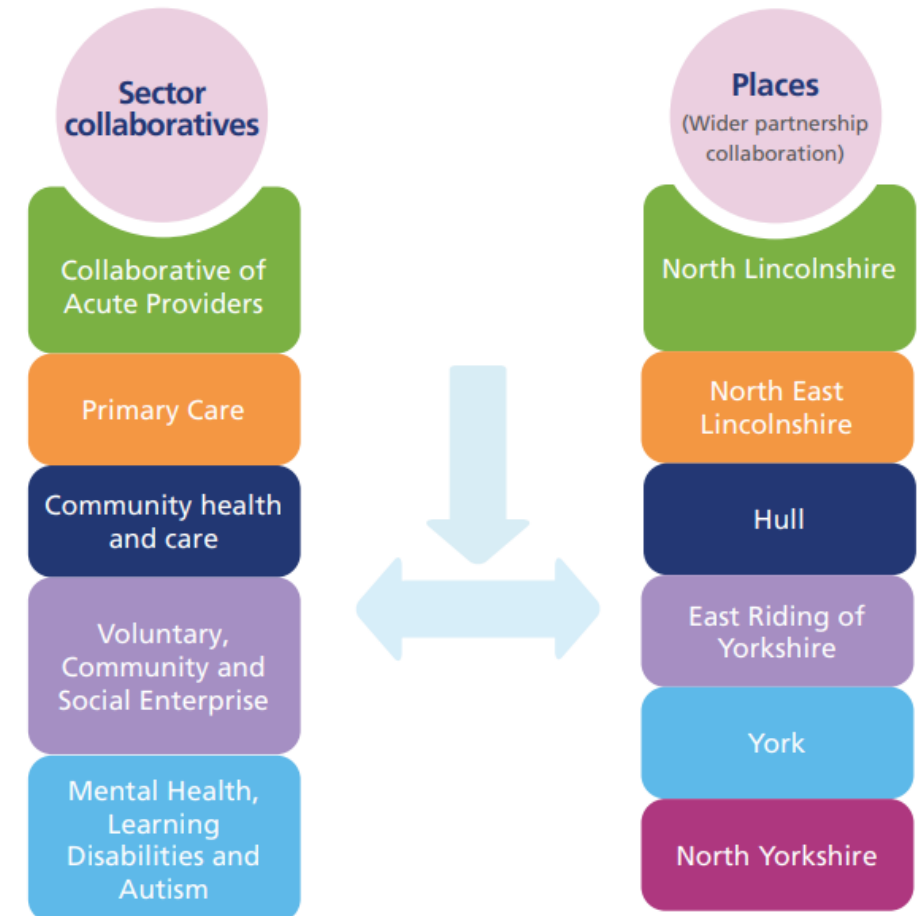 Sector
collaboratives
Collaborative of
Acute Providers
Primary Care
Community health
and care
Voluntary,
Community and
Social Enterprise
Mental Health,
Learning
Disabilities and
Autism
Places
(Wider partnership
collaboration)
North Lincolnshire
North East
Lincolnshire
Hull
East Riding of
Yorkshire
York
North Yorkshire